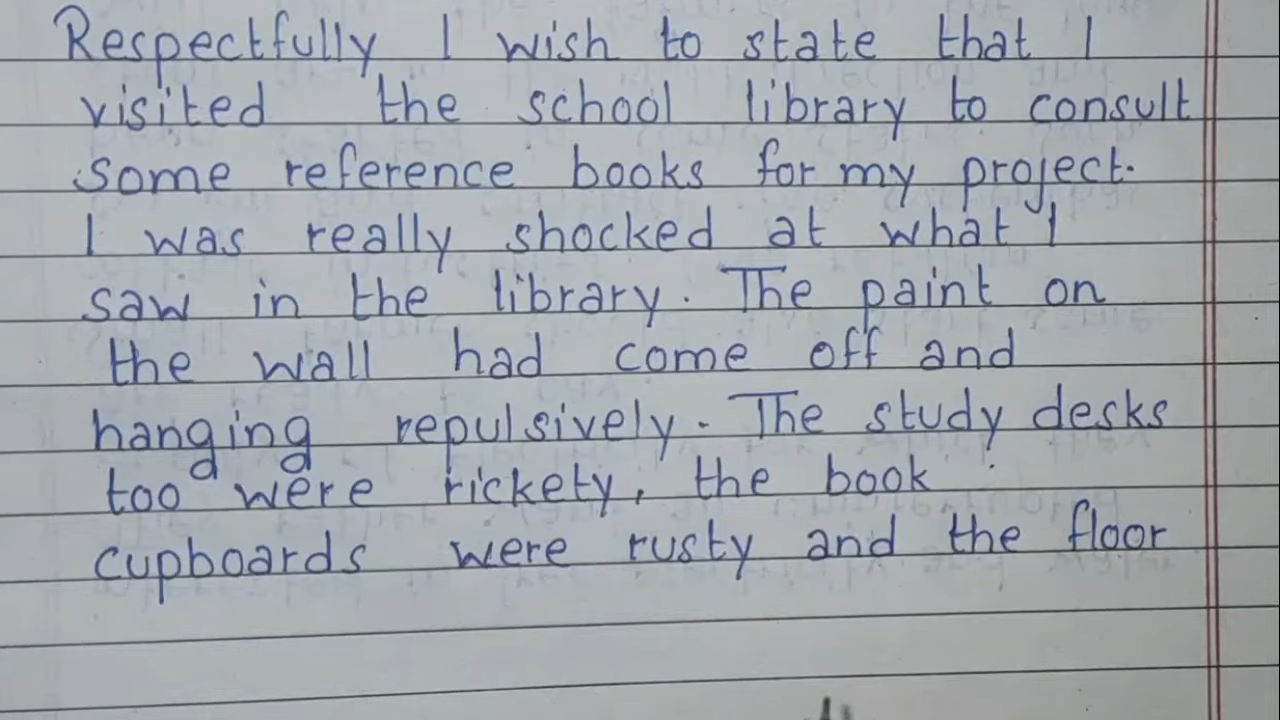 Respectfully I wish to state that I
visited the school library to consult
some reference books for my project.
I was really shocked at what I
saw in the library. The paint on
the wall had come off and
hanging repulsively. The study desks
too were rickety, the book
cupboards were rusty and the floor